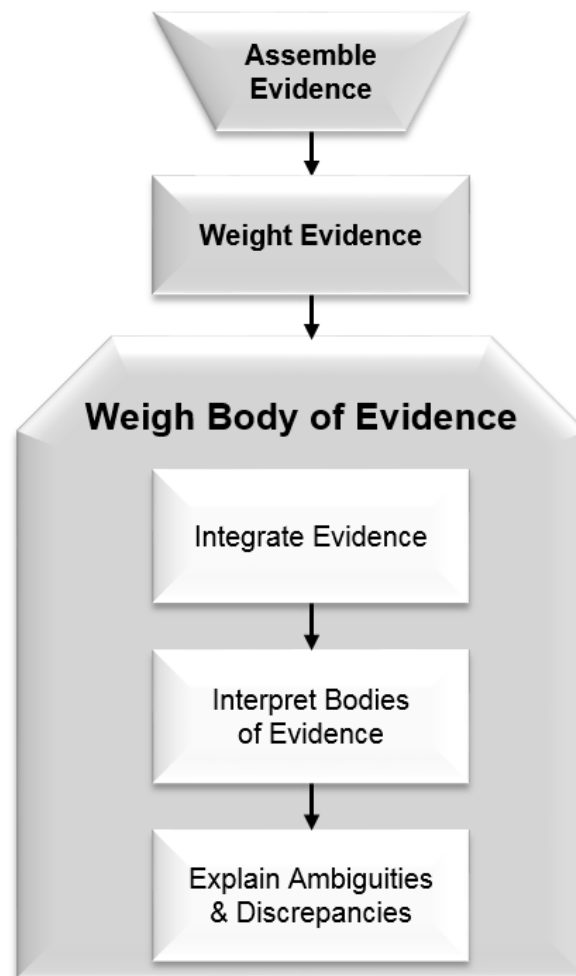 Assemble
Evidence
Weight Evidence
Weigh Body of Evidence
Integrate Evidence
Interpret Bodies
of Evidence
Explain Ambiguities
& Discrepancies